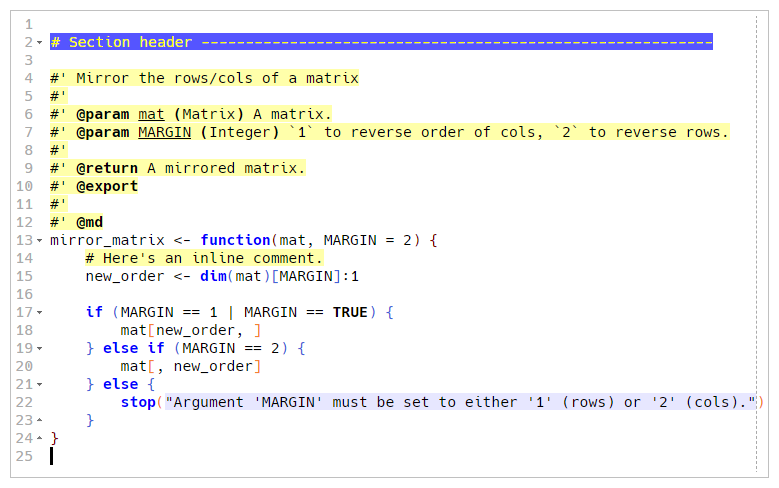 1
2 # Section header ----------------------------------------------------------
3
4 #' Mirror the rows/cols of a matrix
5 #'
6 #' @param mat (Matrix) A matrix.
7 #' @param MARGIN (Integer) `1` to reverse order of cols, `2` to reverse rows.
8 #'
9 #' @return A mirrored matrix.
10 #' @export
11 #'
12 #' @md
13 mirror_matrix <- function(mat, MARGIN = 2) {
14     # Here's an inline comment.
15     new_order <- dim(mat)[MARGIN]:1
16
17     if (MARGIN == 1 | MARGIN == TRUE) {
18         mat[new_order, ]
19     } else if (MARGIN == 2) {
20         mat[, new_order]
21     } else {
22         stop("Argument 'MARGIN' must be set to either '1' (rows) or '2' (cols).")
23     }
24 }
25